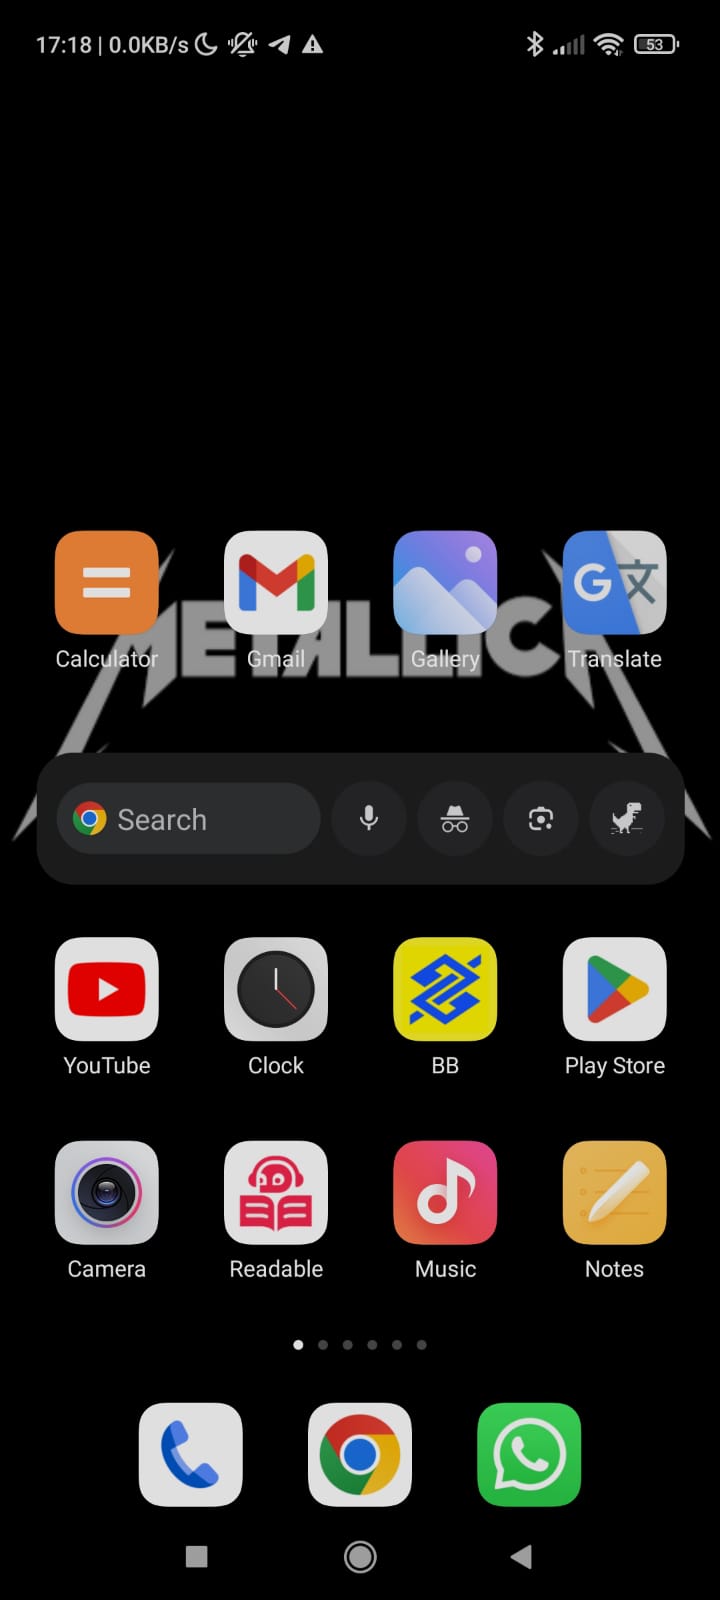 17:18 | 0.0KB/s 53
METALLICA
Calculator Gmail Gallery Translate
Search
YouTube Clock BB Play Store
Camera Readable Music Notes